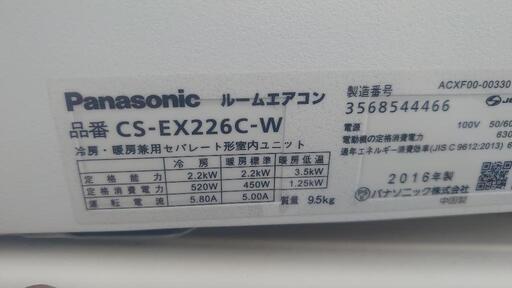 Panasonic ルームエアコン
品番 CS-EX226C-W
冷房・暖房兼用セパレート形室内ユニット
冷房 暖房標準 暖房低温
定格能力 2.2kW 2.2kW 3.5kW
定格消費電力 520W 450W 1.25kW
運転電流 5.80A 5.00A 質量 9.5kg
ACXF00-00330
製造番号
3568544466
電源 100V 50/60
電動機の定格消費電力 630
通年エネルギー消費効率(JIS C 9612:2013) 6
2016年製
パナソニック株式会社
中国製